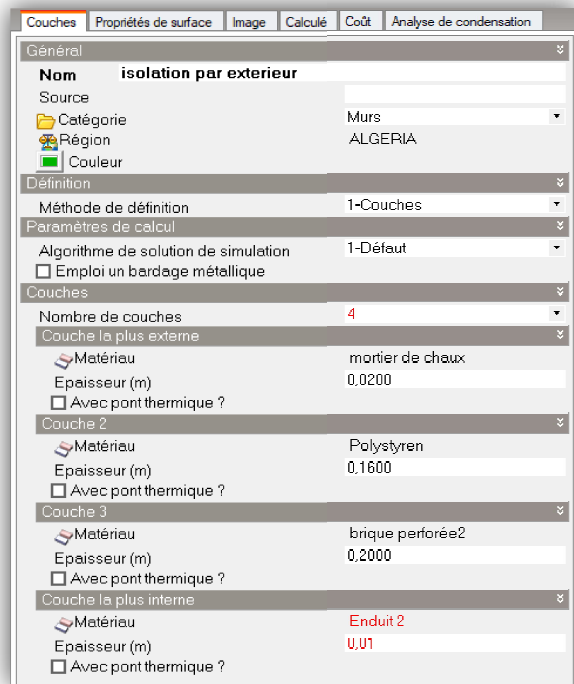 Couches Propriétés de surface Image Calculé Coût Analyse de condensation
Général
Nom isolation par exterieur
Source
Catégorie Murs
Région ALGERIA
Couleur
Définition
Méthode de définition 1-Couches
Paramètres de calcul
Algorithme de solution de simulation 1-Défaut
Emploi un bardage métallique
Couches
Nombre de couches 4
Couche la plus externe
Matériau mortier de chaux
Epaisseur (m) 0,0200
Avec pont thermique ?
Couche 2
Matériau Polystyren
Epaisseur (m) 0,1600
Avec pont thermique ?
Couche 3
Matériau brique perforée2
Epaisseur (m) 0,2000
Avec pont thermique ?
Couche la plus interne
Matériau Enduit 2
Epaisseur (m) 0,01
Avec pont thermique ?